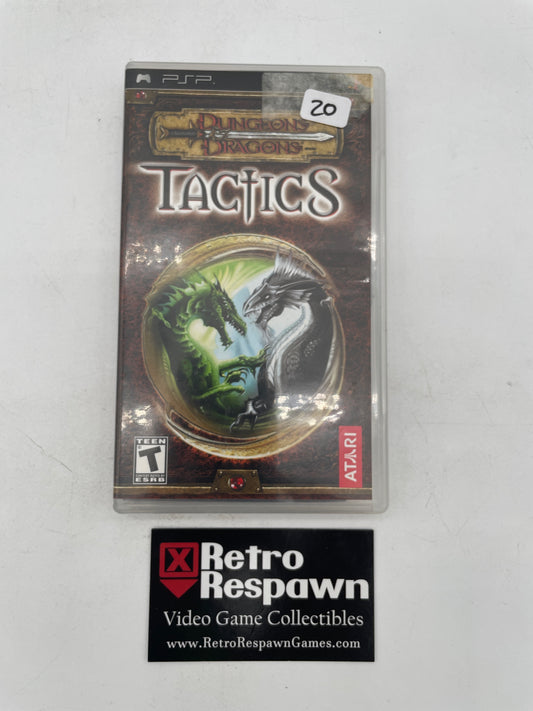 PSP
20
DUNGEONS
DRAGONS
TACTICS
TEEN
T
ESRB
ATARI
X Retro
Respawn
Video Game Collectibles
www.RetroRespawnGames.com